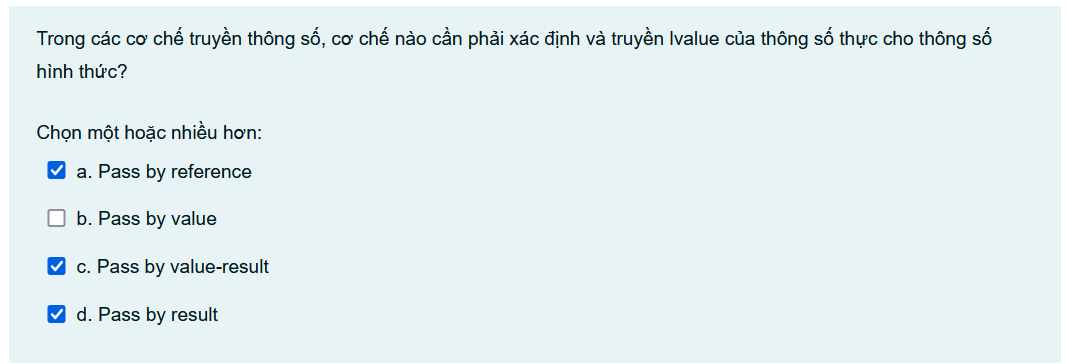 Trong các cơ chế truyền thông số, cơ chế nào cần phải xác định và truyền lvalue của thông số thực cho thông số
hình thức?
Chọn một hoặc nhiều hơn:
a. Pass by reference
b. Pass by value
c. Pass by value-result
d. Pass by result